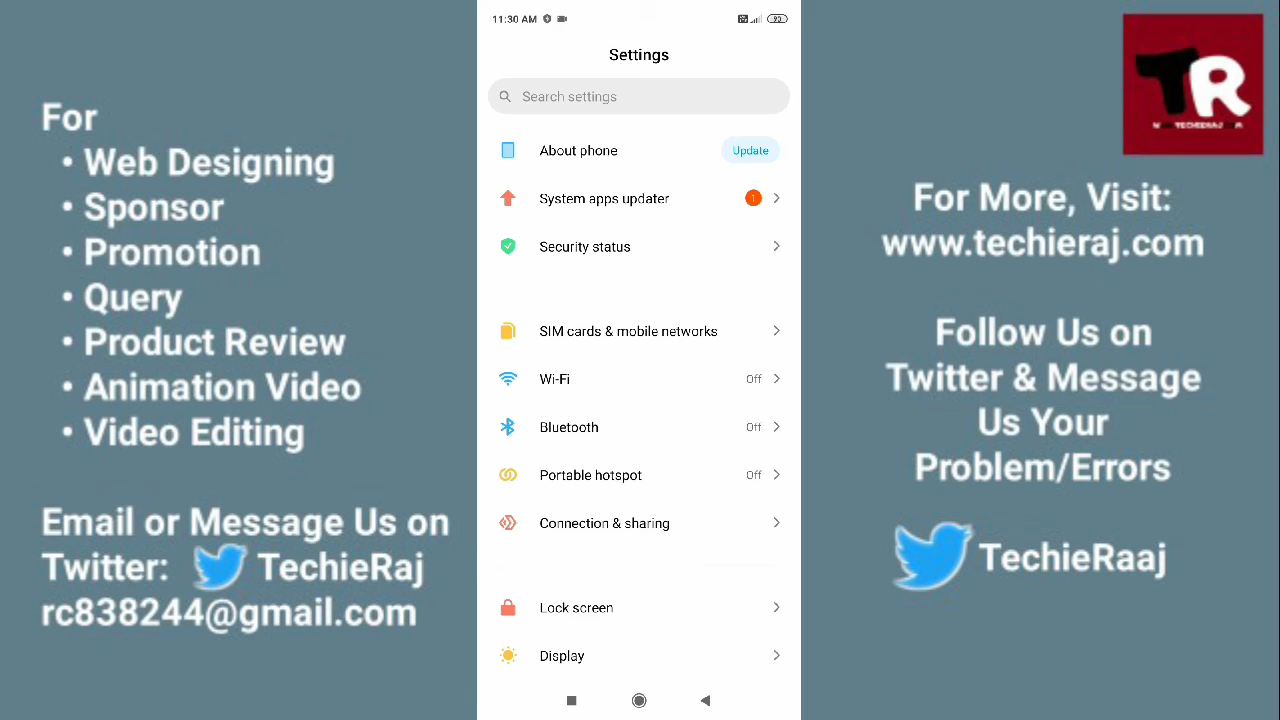 For
• Web Designing
• Sponsor
• Promotion
• Query
• Product Review
• Animation Video
• Video Editing
Email or Message Us on
Twitter: TechieRaj
rc838244@gmail.com
11:30 AM
90
Settings
Search settings
About phone
Update
System apps updater
1
Security status
SIM cards & mobile networks
Wi-Fi
Off
Bluetooth
Off
Portable hotspot
Off
Connection & sharing
Lock screen
Display
TR
For More, Visit:
www.techieraj.com
Follow Us on
Twitter & Message
Us Your
Problem/Errors
TechieRaaj